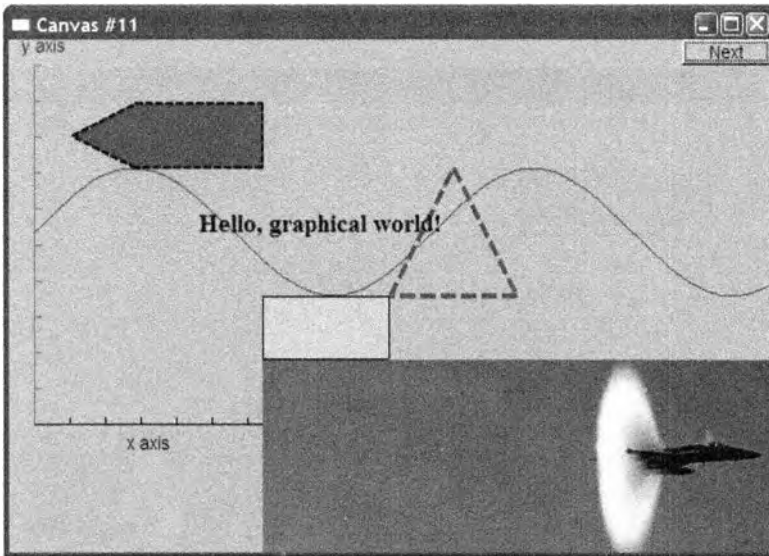 Canvas #11
y axis
Next
Hello, graphical world!
x axis